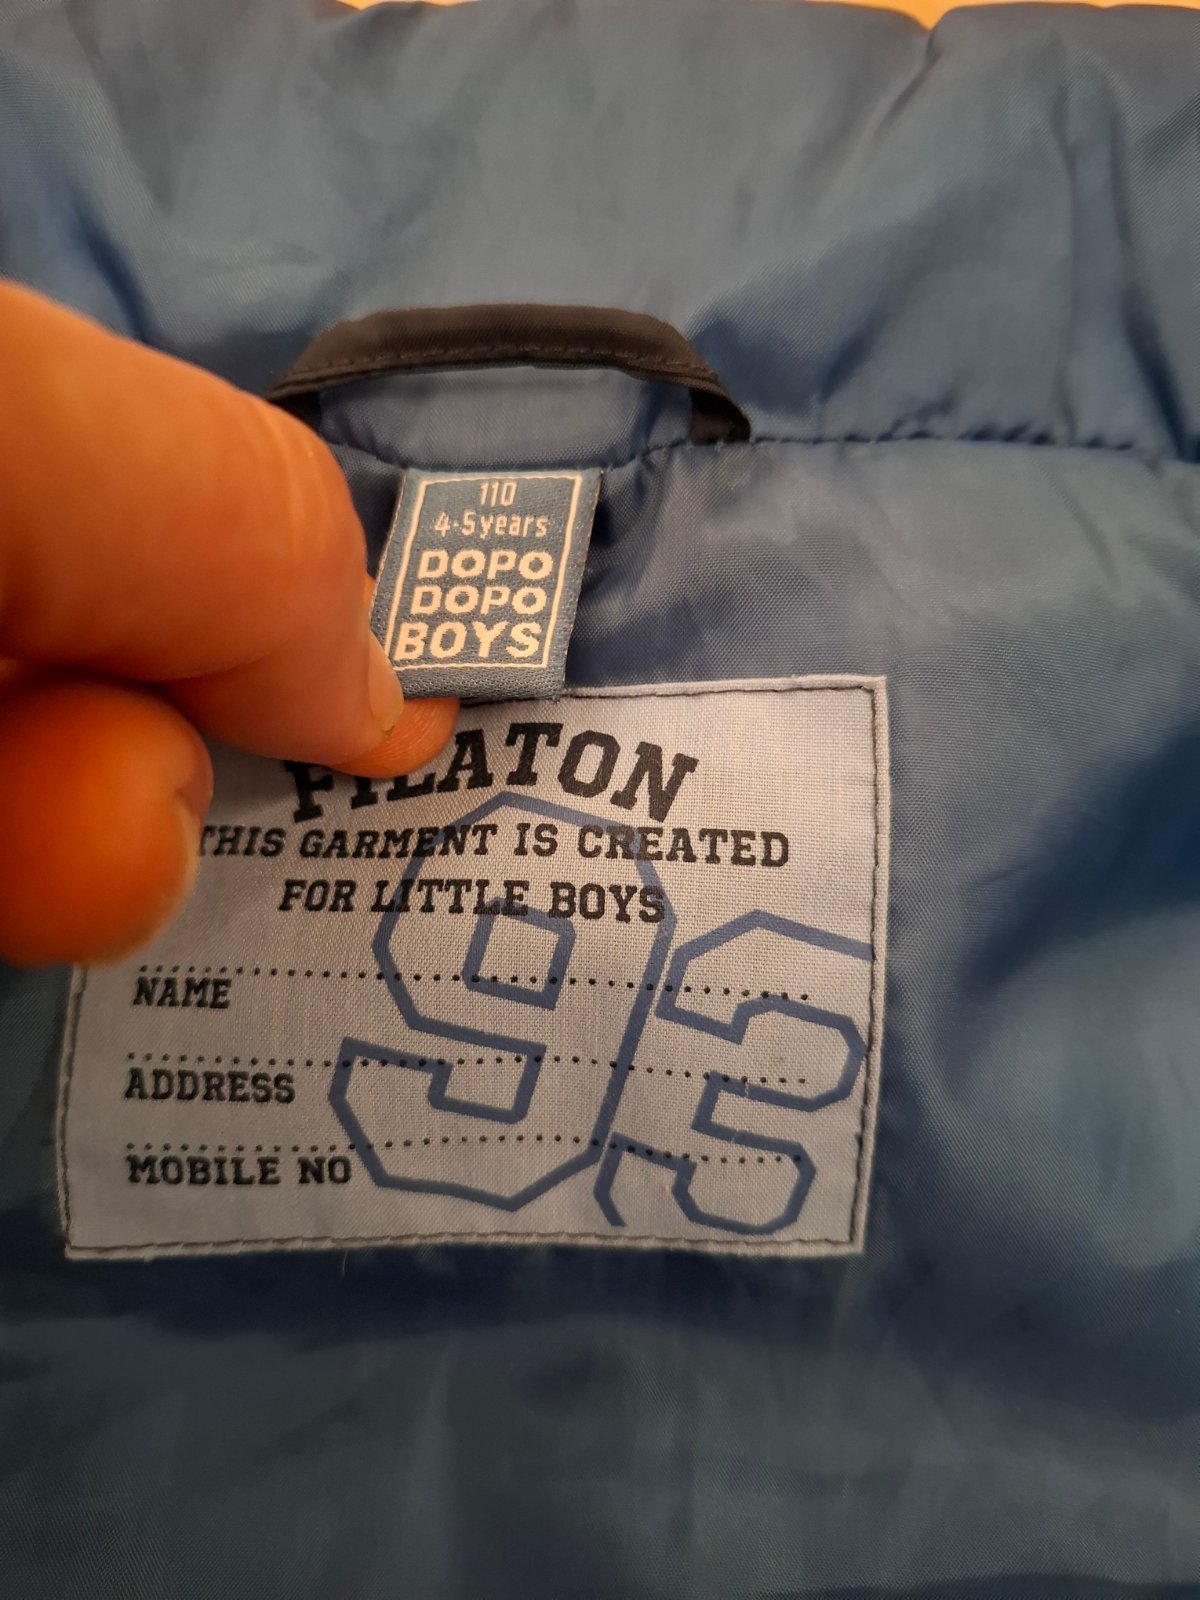 110
4-5years
DOPO
DOPO
BOYS
FILATON
THIS GARMENT IS CREATED
FOR LITTLE BOYS
93
NAME
ADDRESS
MOBILE NO